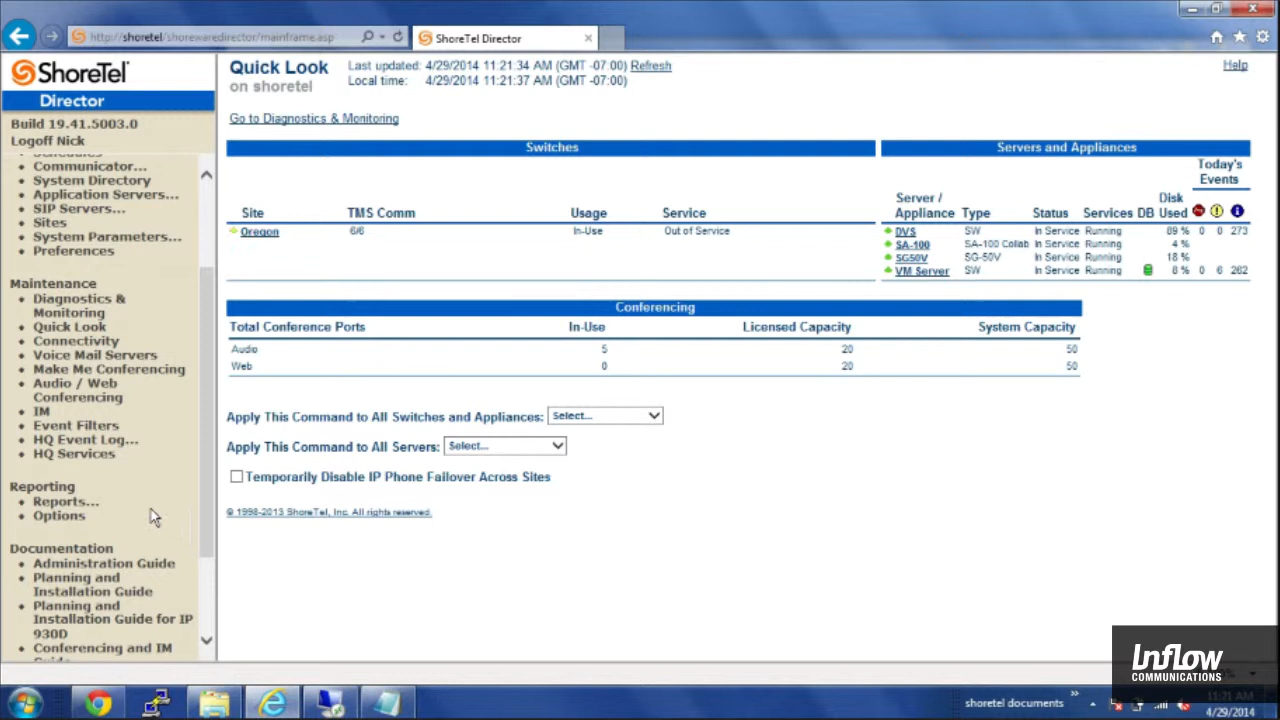 http://shoretel/shorewaredirector/mainframe.asp
ShoreTel Director
ShoreTel
Director
Build 19.41.5003.0
Logoff Nick
Schedules
Communicator...
System Directory
Application Servers...
SIP Servers...
Sites
System Parameters...
Preferences
Maintenance
Diagnostics &
Monitoring
Quick Look
Connectivity
Voice Mail Servers
Make Me Conferencing
Audio / Web
Conferencing
IM
Event Filters
HQ Event Log...
HQ Services
Reporting
Reports...
Options
Documentation
Administration Guide
Planning and
Installation Guide
Planning and
Installation Guide for IP
930D
Conferencing and IM
Guide
Quick Look
on shoretel
Last updated: 4/29/2014 11:21:34 AM (GMT -07:00) Refresh
Local time: 4/29/2014 11:21:37 AM (GMT -07:00)
Help
Go to Diagnostics & Monitoring
Switches
Site TMS Comm Usage Service
Oregon 6/6 In-Use Out of Service
Servers and Appliances
Today's
Events
Server /
Appliance Type Status Services DB Disk
Used
DVS SW In Service Running 89 % 0 0 273
SA-100 SA-100 Collab In Service Running 4 %
SG50V SG-50V In Service Running 18 %
VM Server SW In Service Running 8 % 0 6 262
Conferencing
Total Conference Ports In-Use Licensed Capacity System Capacity
Audio 5 20 50
Web 0 20 50
Apply This Command to All Switches and Appliances: Select...
Apply This Command to All Servers: Select...
Temporarily Disable IP Phone Failover Across Sites
© 1998-2013 ShoreTel, Inc. All rights reserved.
Inflow
COMMUNICATIONS
shoretel documents
11:21 AM
4/29/2014